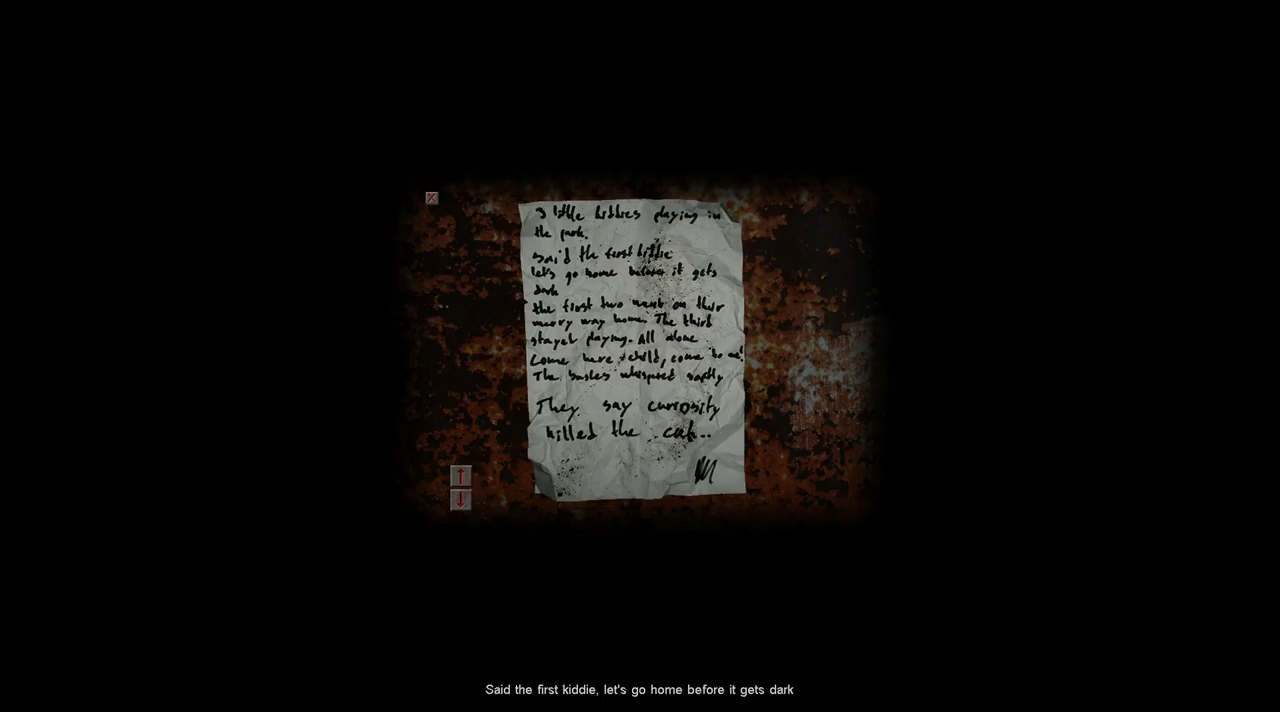 3 little kiddies playing in
the park.
Said the first kiddie
let's go home before it gets
dark
the first two went on their
merry way home. The third
stayed playing. All alone
Come here child, come to me!
The bushes whispered softly
They say curiosity
killed the cat..
Said the first kiddie, let's go home before it gets dark